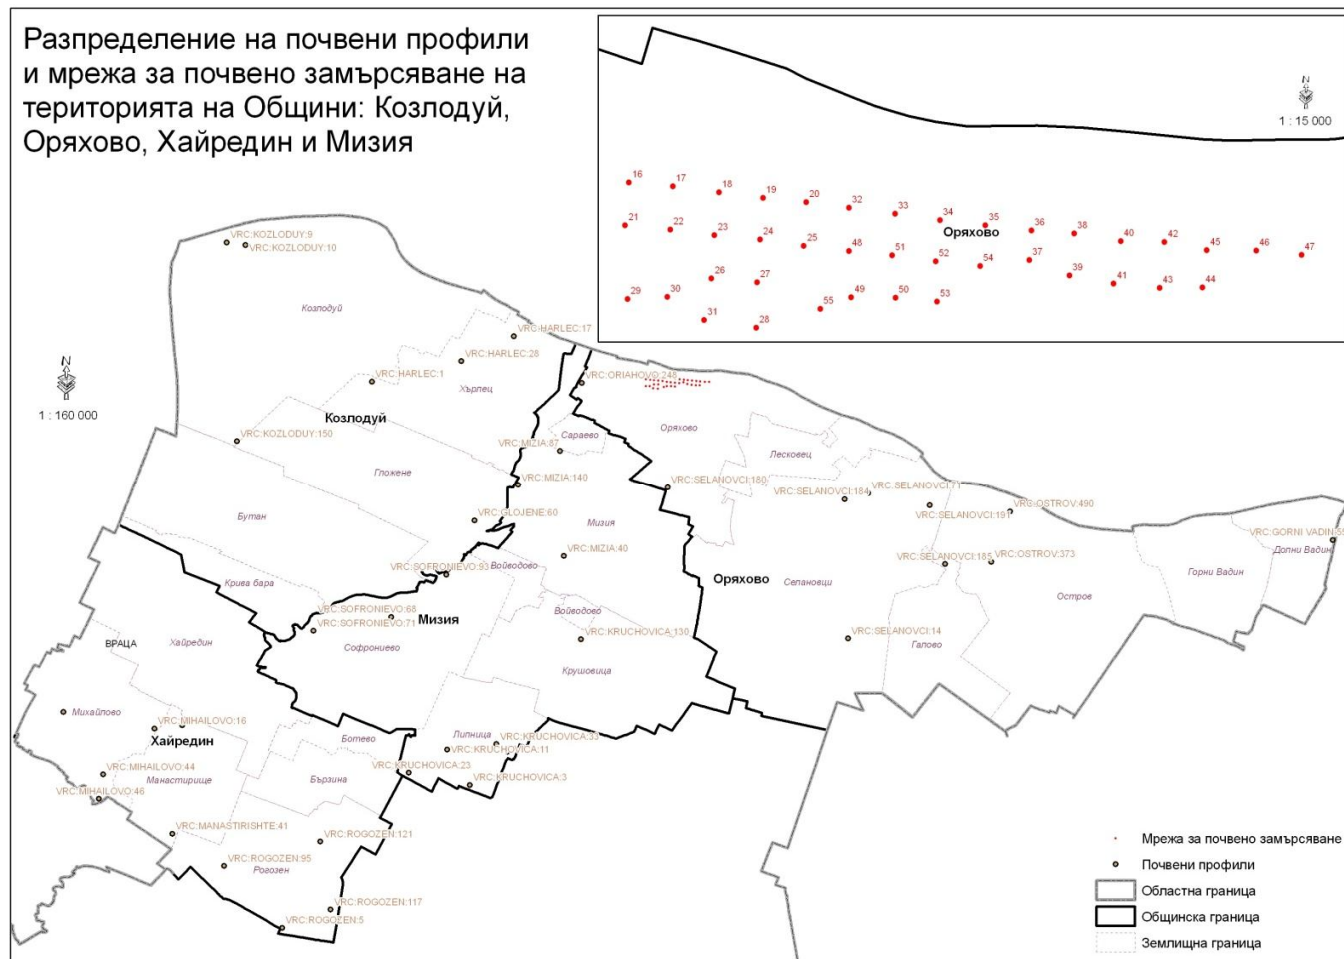 Разпределение на почвени профили
и мрежа за почвено замърсяване на
територията на Общини: Козлодуй,
Оряхово, Хайредин и Мизия
N
1 : 15 000
16
17
18
19
20
32
33
34
35
36
38
40
42
45
46
47
21
22
23
24
25
48
51
52
54
37
39
41
43
44
Оряхово
26
27
29
30
31
28
55
49
50
53
N
1 : 160 000
VRC:KOZLODUY:9
VRC:KOZLODUY:10
Козлодуй
VRC:HARLEC:17
VRC:HARLEC:28
VRC:HARLEC:1
Хърлец
VRC:ORIAHOVO:248
Козлодуй
VRC:KOZLODUY:150
Сараево
Оряхово
VRC:MIZIA:87
Лесковец
Гложене
VRC:MIZIA:140
VRC:SELANOVCI:180
VRC:SELANOVCI:184
VRC:SELANOVCI:71
VRC:SELANOVCI:191
VRC:OSTROV:490
Бутан
VRC:GLOJENE:60
Мизия
VRC:GORNI VADIN:55
Долни Вадин
VRC:MIZIA:40
VRC:SOFRONIEVO:93
Войводово
VRC:SELANOVCI:185
VRC:OSTROV:373
Горни Вадин
Крива бара
Оряхово
Селановци
Остров
VRC:SOFRONIEVO:68
Мизия
Войводово
VRC:SOFRONIEVO:71
VRC:KRUCHOVICA:130
VRC:SELANOVCI:14
Галово
ВРАЦА
Хайредин
Софрониево
Крушовица
Михайлово
VRC:MIHAILOVO:16
Хайредин
Ботево
Липница
VRC:KRUCHOVICA:33
VRC:KRUCHOVICA:11
VRC:MIHAILOVO:44
Манастирище
Бързина
VRC:KRUCHOVICA:23
VRC:KRUCHOVICA:3
VRC:MIHAILOVO:46
VRC:MANASTIRISHTE:41
VRC:ROGOZEN:121
VRC:ROGOZEN:95
Рогозен
VRC:ROGOZEN:117
VRC:ROGOZEN:5
Мрежа за почвено замърсяване
Почвени профили
Областна граница
Общинска граница
Землищна граница